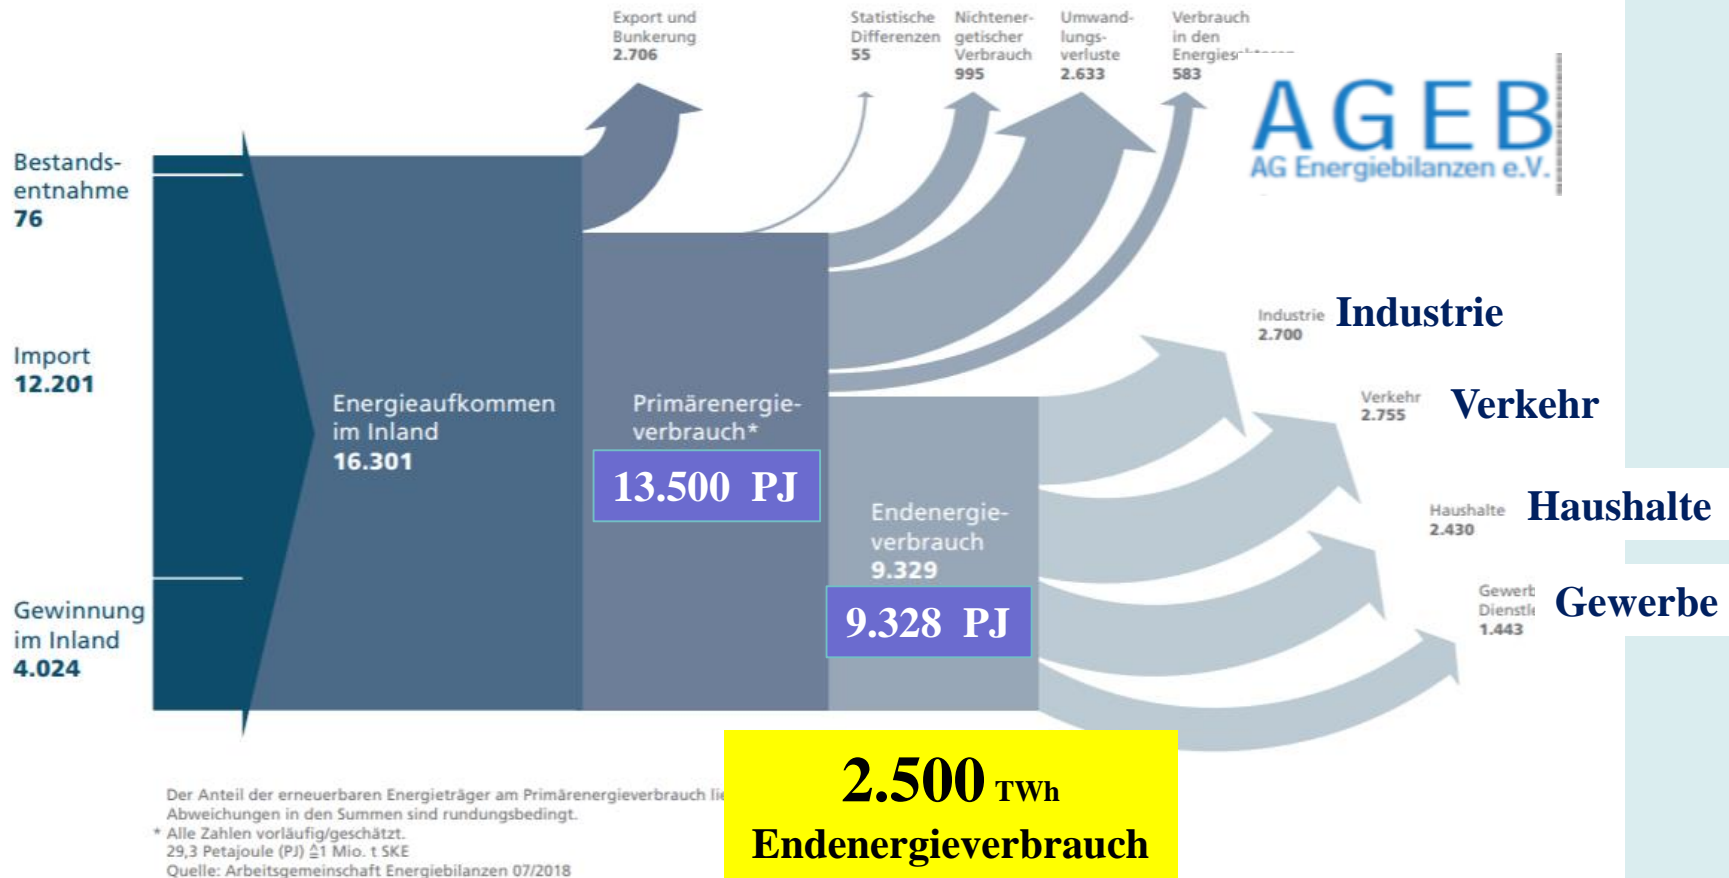 Export und
Bunkerung
2.706
Statistische
Differenzen
55
Nichtener-
getischer
Verbrauch
995
Umwand-
lungs-
verluste
2.633
Verbrauch
in den
583
AGEB
AG Energiebilanzen e.V.
Bestands-
entnahme
76
Import
12.201
Gewinnung
im Inland
4.024
Energieaufkommen
im Inland
16.301
Primärenergie-
verbrauch*
13.500 PJ
Endenergie-
verbrauch
9.329
9.328 PJ
Industrie
2.700
Industrie
Verkehr
2.755
Verkehr
Haushalte
2.430
Haushalte
1.443
Gewerbe
2.500 TWh
Endenergieverbrauch
Der Anteil der erneuerbaren Energieträger am Primärenergieverbrauch
Abweichungen in den Summen sind rundungsbedingt.
* Alle Zahlen vorläufig/geschätzt.
29,3 Petajoule (PJ) ≙1 Mio. t SKE
Quelle: Arbeitsgemeinschaft Energiebilanzen 07/2018